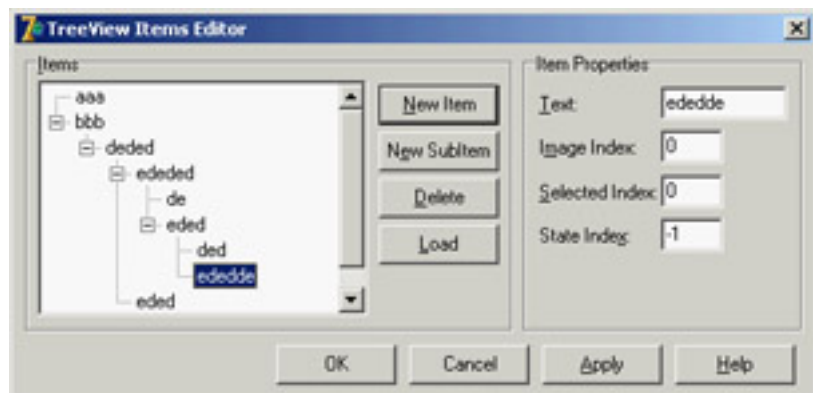 TreeView Items Editor
Items
aaa
bbb
deded
ededed
de
eded
ded
ededde
eded
New Item
New SubItem
Delete
Load
Item Properties
Text: ededde
Image Index: 0
Selected Index: 0
State Index: -1
OK Cancel Apply Help